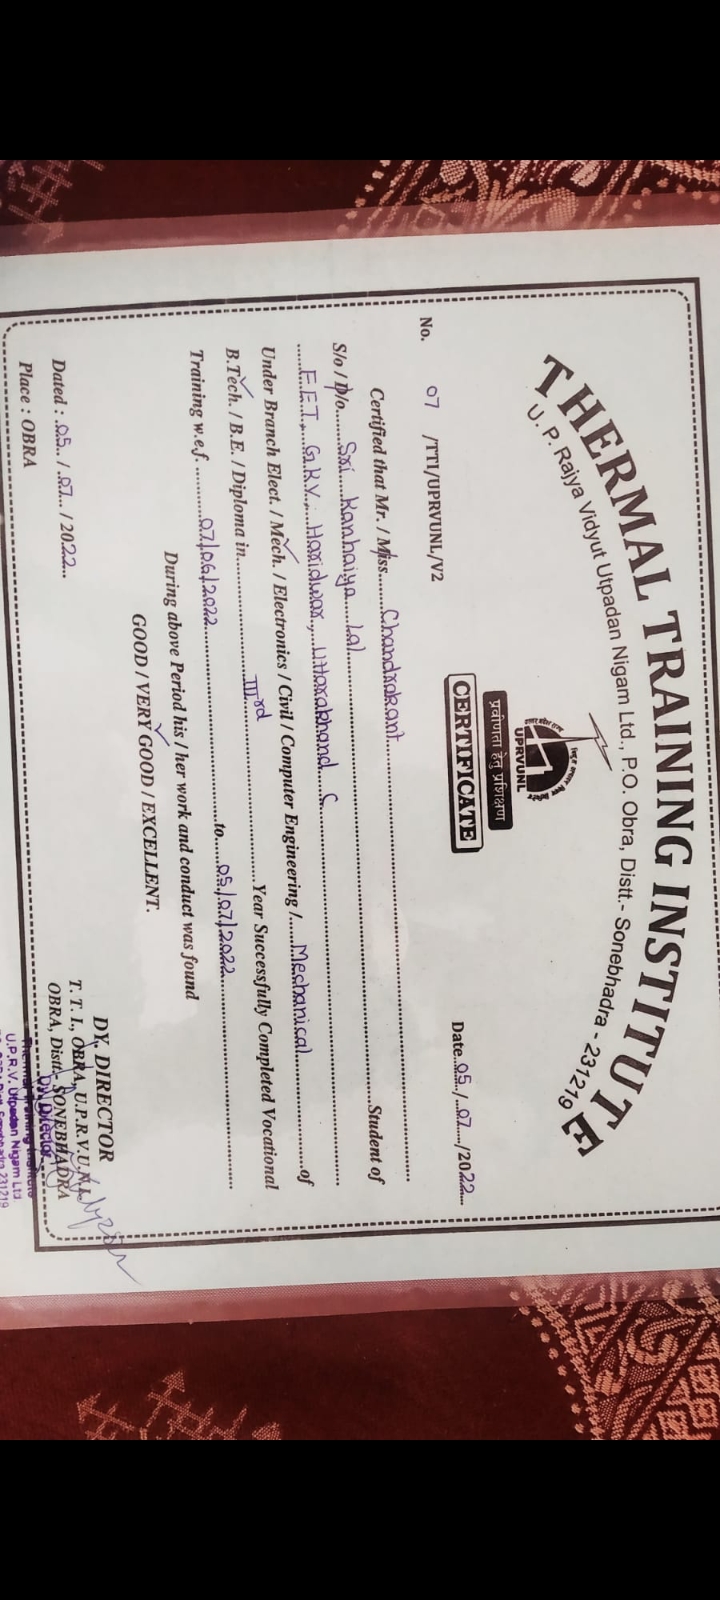 THERMAL TRAINING INSTITUTE
U. P. Rajya Vidyut Utpadan Nigam Ltd., P.O. Obra, Distt.- Sonebhadra - 231219
UPRVUNL
प्रवीणता हेतु प्रशिक्षण
CERTIFICATE
No. 07 /TTI/UPRVUNL/V2 Date 05/07/2022
Certified that Mr. / Miss Chandrakant
S/o / D/o Sri Kanhaiya Lal Student of
F.E.T., G.K.V., Haridwar, Uttarakhand C
Under Branch Elect. / Mech. / Electronics / Civil / Computer Engineering / Mechanical of
B.Tech. / B.E. / Diploma in IIIrd Year Successfully Completed Vocational
Training w.e.f. 07/06/2022 to 05/07/2022
During above Period his / her work and conduct was found
GOOD / VERY GOOD / EXCELLENT.
Dated : 05 / 07 / 2022
Place : OBRA
DY. DIRECTOR
T. T. I., OBRA, U.P.R.V.U.N.L.
OBRA, Distt.- SONEBHADRA
Dy. Director
Thermal Training Institute
U.P.R.V. Utpadan Nigam Ltd
231219